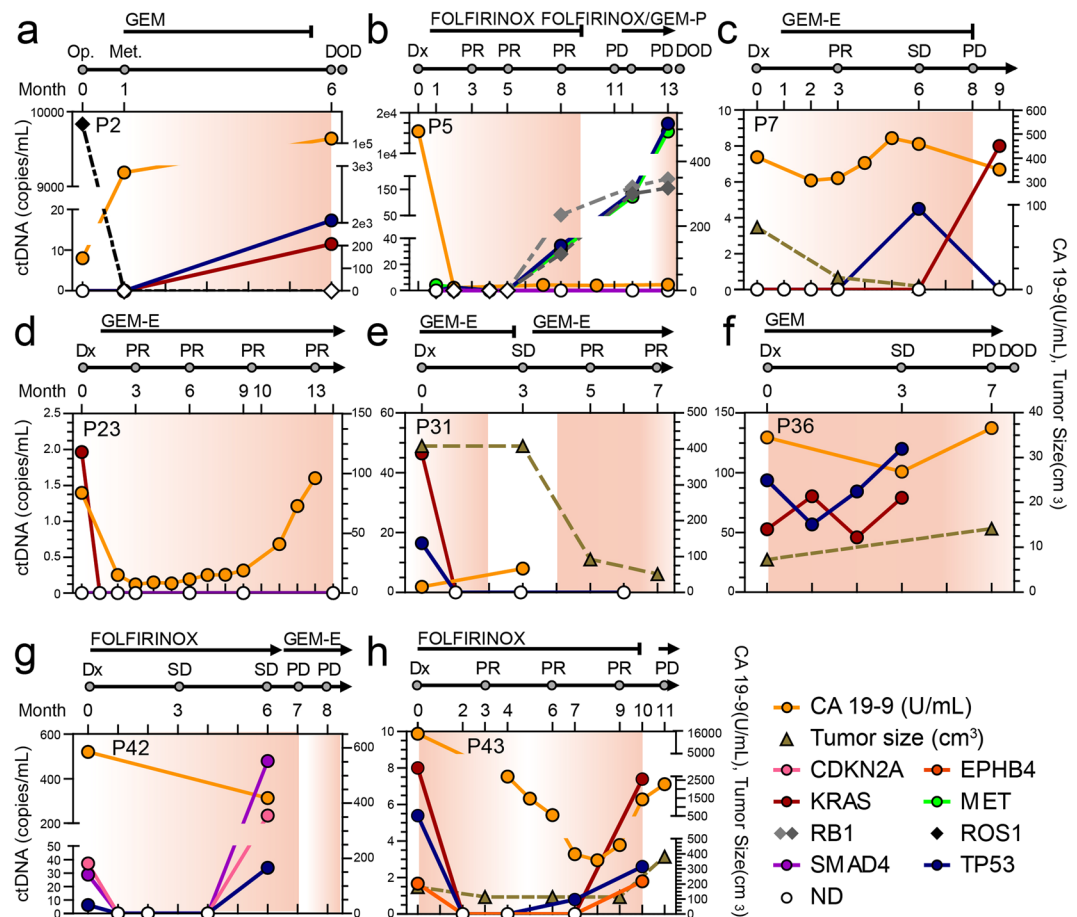 a
GEM
Op. Met. DOD
Month 0 1 6
P2
ctDNA (copies/mL)
10000
9000
20
10
0
1e5
3e3
2e3
200
100
0
b
FOLFIRINOX FOLFIRINOX/GEM-P
Dx PR PR PR PD PD DOD
0 1 3 5 8 11 13
P5
2e4
1e4
150
50
40
20
0
400
200
100
0
c
GEM-E
Dx PR SD PD
0 1 3 6 8 9
P7
10
8
6
4
2
0
600
500
400
300
100
0
CA 19-9(U/mL), Tumor Size(cm3)
d
GEM-E
Dx PR PR PR PR
Month 0 3 6 9 10 13
P23
ctDNA (copies/mL)
2.5
2.0
1.5
1.0
0.5
0
150
100
50
0
e
GEM-E GEM-E
Dx SD PR PR
0 3 5 7
P31
60
40
20
0
500
400
300
200
100
0
f
GEM
Dx SD PD DOD
0 3 7
P36
150
100
50
0
40
30
20
10
0
g
FOLFIRINOX GEM-E
Dx SD SD PD PD
Month 0 3 6 7 8
P42
ctDNA (copies/mL)
600
400
200
50
40
30
20
10
0
600
400
200
0
h
FOLFIRINOX
Dx PR PR PR PD
0 2 4 6 7 9 10 11
P43
10
8
6
4
2
0
16000
5000
2500
1500
500
500
400
300
200
100
0
CA 19-9(U/mL), Tumor Size(cm3)
CA 19-9 (U/mL)
Tumor size (cm3)
CDKN2A EPHB4
KRAS MET
RB1 ROS1
SMAD4 TP53
ND